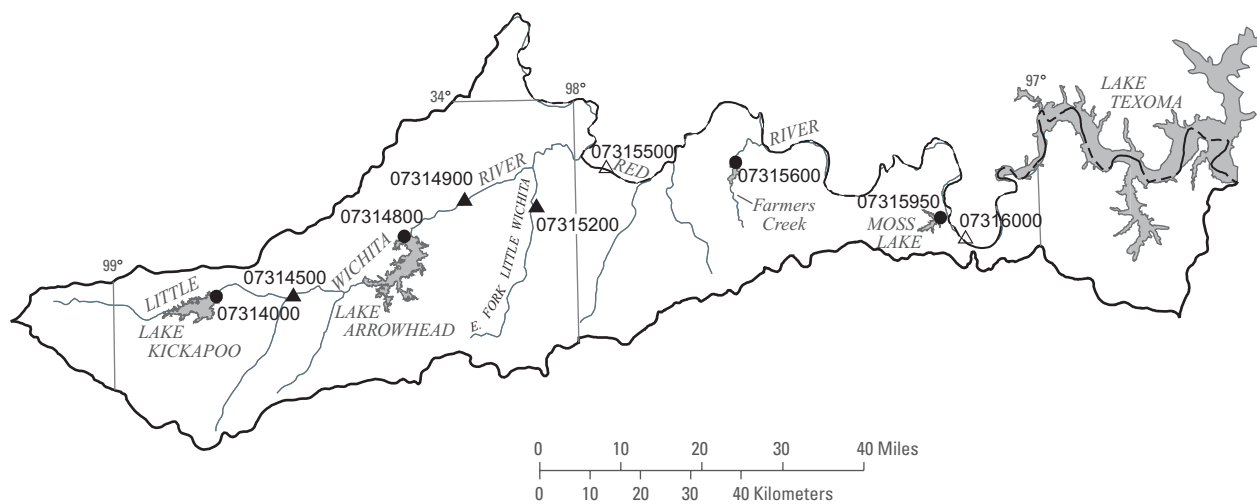 LAKE
TEXOMA
97°
34°
98°
RIVER
07315500
RED
RIVER
07315600
07314900
Farmers
Creek
07315950
MOSS
LAKE
07316000
07314800
07315200
E. FORK LITTLE WICHITA
WICHITA
99°
07314500
LITTLE
07314000
LAKE
KICKAPOO
LAKE
ARROWHEAD
0 10 20 30 40 Miles
0 10 20 30 40 Kilometers